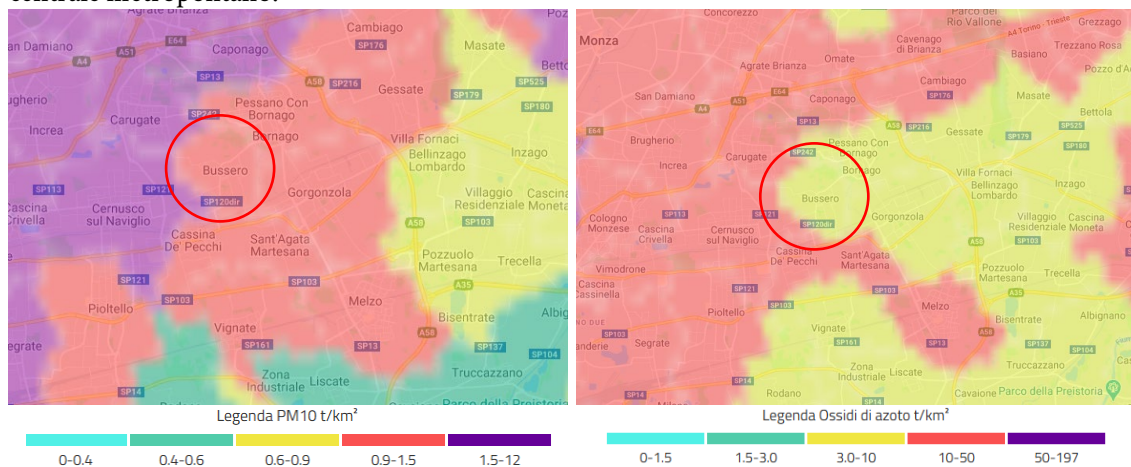 centrale metropolitano.
Cambiago
SP176
Masate
E64
an Damiano
A51
Agrate Brianza
Caponago
A4
SP13
A58
SP216
Gessate
SP525
SP179
SP180
ugherio
Pessano Con
Bornago
SP242
Bornago
Increa
Carugate
Villa Fornaci
Bellinzago
Lombardo
Inzago
Bussero
Gorgonzola
SP113
SP121
SP120dir
Villaggio
Residenziale
Cascina
Moneta
Cascina
Crivella
Cernusco
sul Naviglio
SP103
A58
Cassina
De' Pecchi
Sant'Agata
Martesana
Pozzuolo
Martesana
Trecella
SP121
SP103
A35
Pioltello
Melzo
Bisentrate
Albign
Vignate
A58
egrate
SP161
SP13
SP137
SP104
Zona
Industriale
Liscate
Truccazzano
SP14
Parco della Preistoria
Concorezzo
Parco del
Rio Vallone
Grezzago
Monza
A4 Torino - Trieste
Cavenago
di Brianza
Basiano
Trezzano Rosa
Agrate Brianza
Omate
Pozzo d'A
Cambiago
San Damiano
A51
E64
Caponago
SP176
Masate
A4
SP13
A58
SP216
Bettola
SP525
E64
Gessate
SP179
SP180
Brugherio
SP242
Pessano Con
Bornago
Bornago
Increa
Carugate
Villa Fornaci
Bellinzago
Lombardo
Inzago
Bussero
Gorgonzola
SP113
SP121
SP120dir
Villaggio
Residenziale
Cascina
Moneta
Cologno
Monzese
Cascina
Crivella
Cernusco
sul Naviglio
A58
SP103
Cassina
De' Pecchi
Sant'Agata
Martesana
Pozzuolo
Martesana
Trecella
Vimodrone
Cascina
Cassinella
SP121
SP103
A35
Pioltello
Melzo
Bisentrate
Albignano
SP103
Segrate
Vignate
SP161
A58
SP13
SP137
SP104
Zona
Industriale
Liscate
Truccazzano
SP14
Rodano
SP14
Cavaione
Parco della Preistoria
Legenda PM10 t/km²
0-0.4 0.4-0.6 0.6-0.9 0.9-1.5 1.5-12
Legenda Ossidi di azoto t/km²
0-1.5 1.5-3.0 3.0-10 10-50 50-197